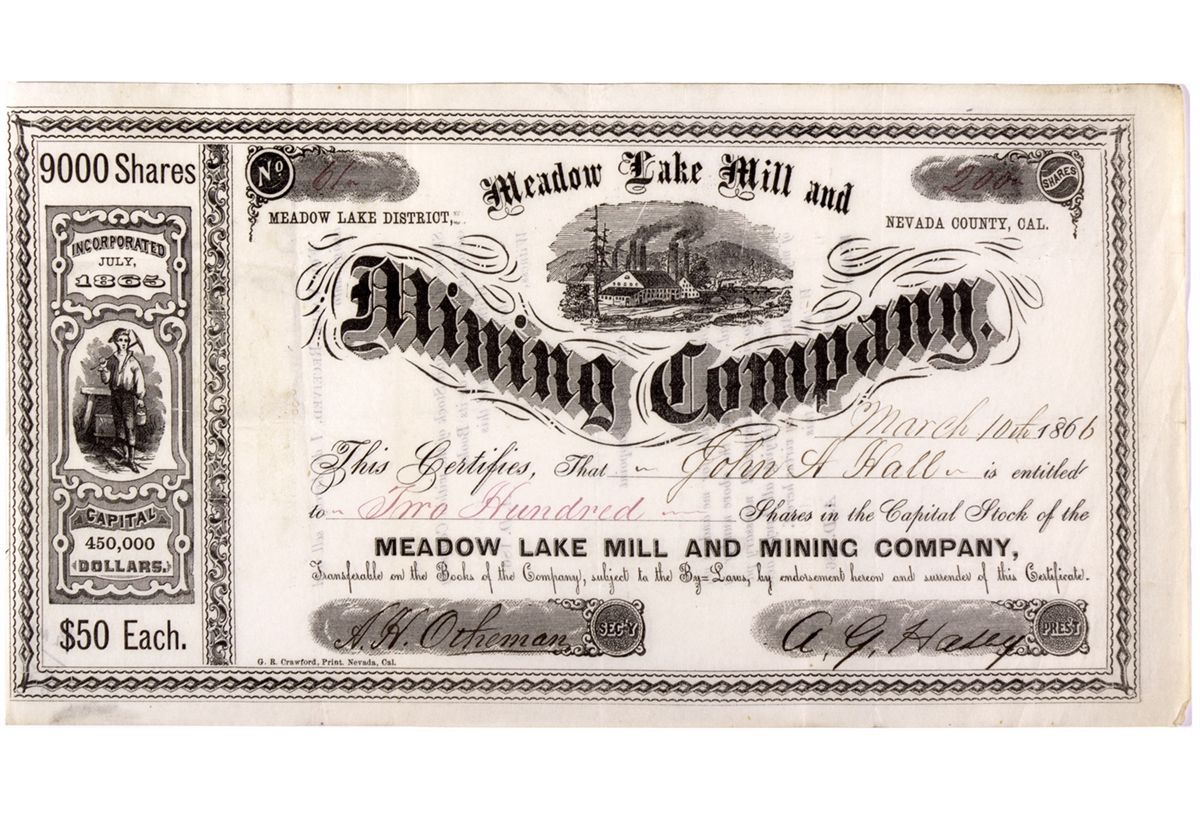 9000 Shares
INCORPORATED
JULY,
1865
CAPITAL
450,000
DOLLARS.
$50 Each.
No 61
Meadow Lake Mill and
200 SHARES
MEADOW LAKE DISTRICT,
NEVADA COUNTY, CAL.
Mining Company.
March 10th 1866
This Certifies, That John A Hall is entitled
to Two Hundred Shares in the Capital Stock of the
MEADOW LAKE MILL AND MINING COMPANY,
Transferable on the Books of the Company, subject to the By=Laws, by endorsement hereon and surrender of this Certificate.
A. H. Otheman SEC'Y
A. G. PRES'T
G. R. Crawford, Print. Nevada, Cal.